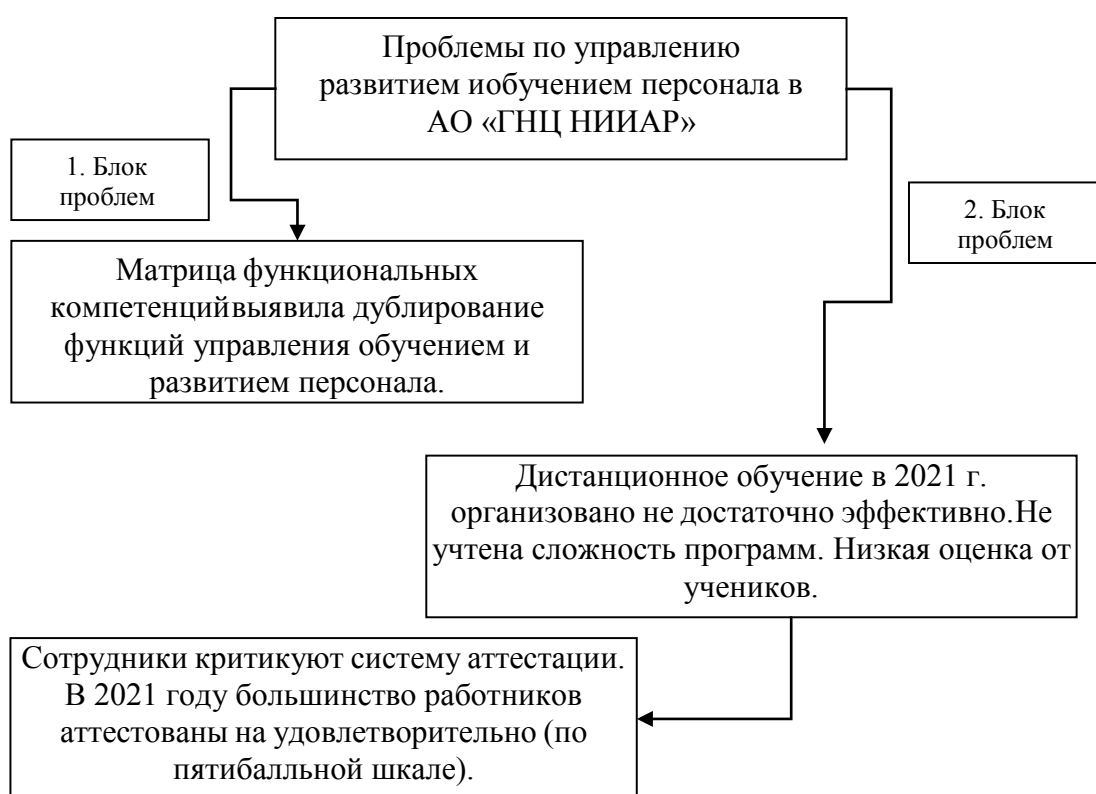 Проблемы по управлению
развитием иобучением персонала в
АО «ГНЦ НИИАР»
1. Блок
проблем
2. Блок
проблем
Матрица функциональных
компетенцийвыявила дублирование
функций управления обучением и
развитием персонала.
Дистанционное обучение в 2021 г.
организовано не достаточно эффективно.Не
учтена сложность программ. Низкая оценка от
учеников.
Сотрудники критикуют систему аттестации.
В 2021 году большинство работников
аттестованы на удовлетворительно (по
пятибалльной шкале).